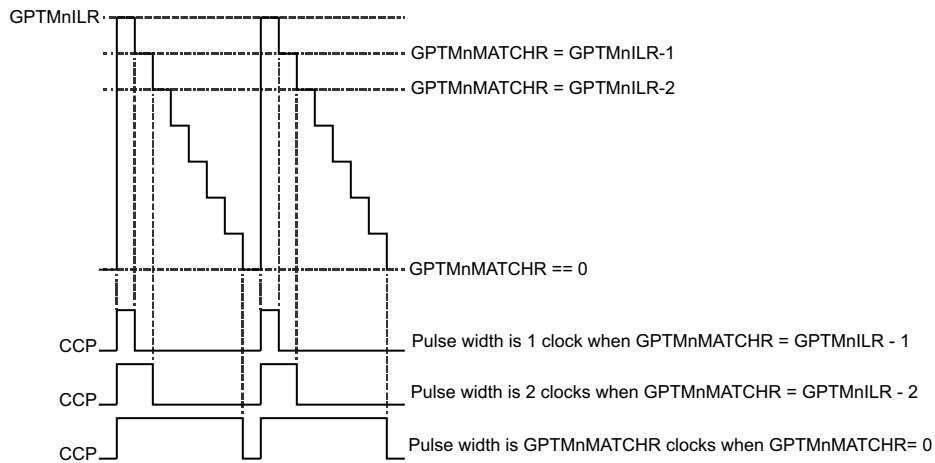 GPTMnILR
GPTMnMATCHR = GPTMnILR-1
GPTMnMATCHR = GPTMnILR-2
GPTMnMATCHR == 0
CCP
Pulse width is 1 clock when GPTMnMATCHR = GPTMnILR - 1
CCP
Pulse width is 2 clocks when GPTMnMATCHR = GPTMnILR - 2
CCP
Pulse width is GPTMnMATCHR clocks when GPTMnMATCHR= 0